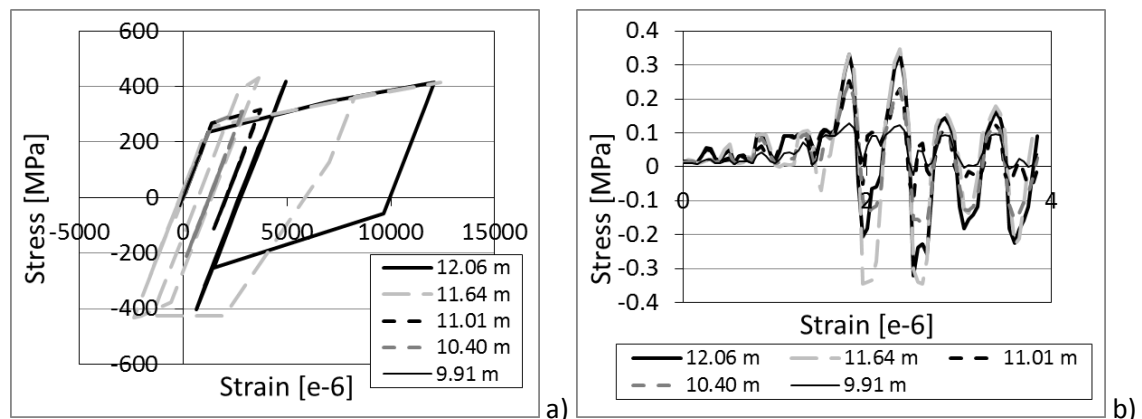 600
400
200
0
-200
-400
-600
-5000 0 5000 10000 15000
Stress [MPa]
Strain [e-6]
12.06 m
11.64 m
11.01 m
10.40 m
9.91 m
a)
0.4
0.3
0.2
0.1
0
-0.1
-0.2
-0.3
-0.4
0 2 4
Stress [MPa]
Strain [e-6]
12.06 m 11.64 m 11.01 m
10.40 m 9.91 m
b)